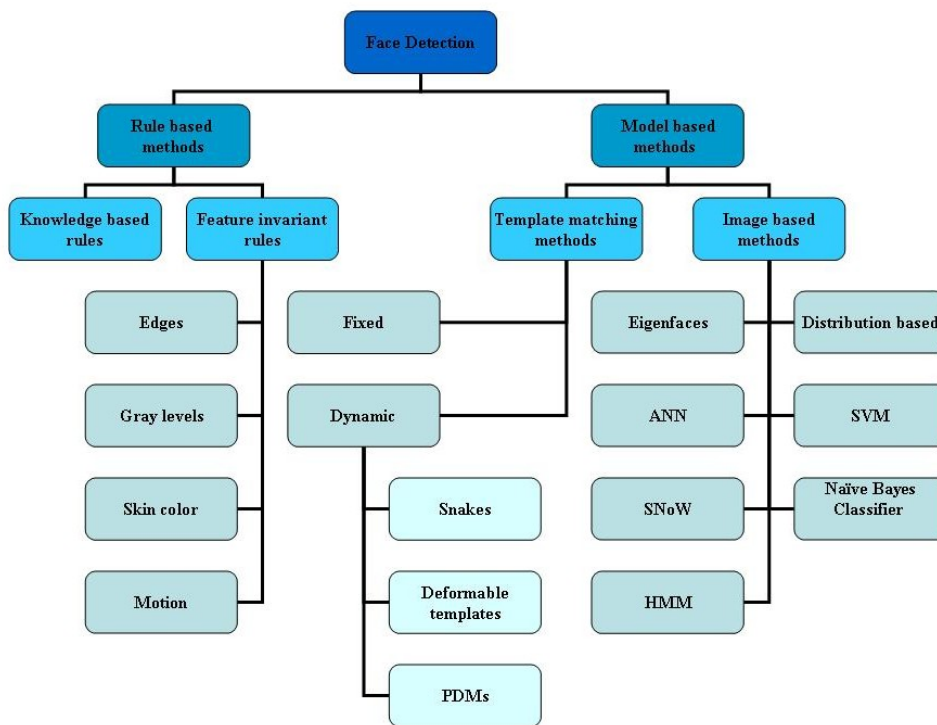 Face Detection
Rule based
methods
Model based
methods
Knowledge based
rules
Feature invariant
rules
Template matching
methods
Image based
methods
Edges
Fixed
Eigenfaces
Distribution based
Gray levels
Dynamic
ANN
SVM
Skin color
Snakes
SNoW
Naïve Bayes
Classifier
Motion
Deformable
templates
HMM
PDMs